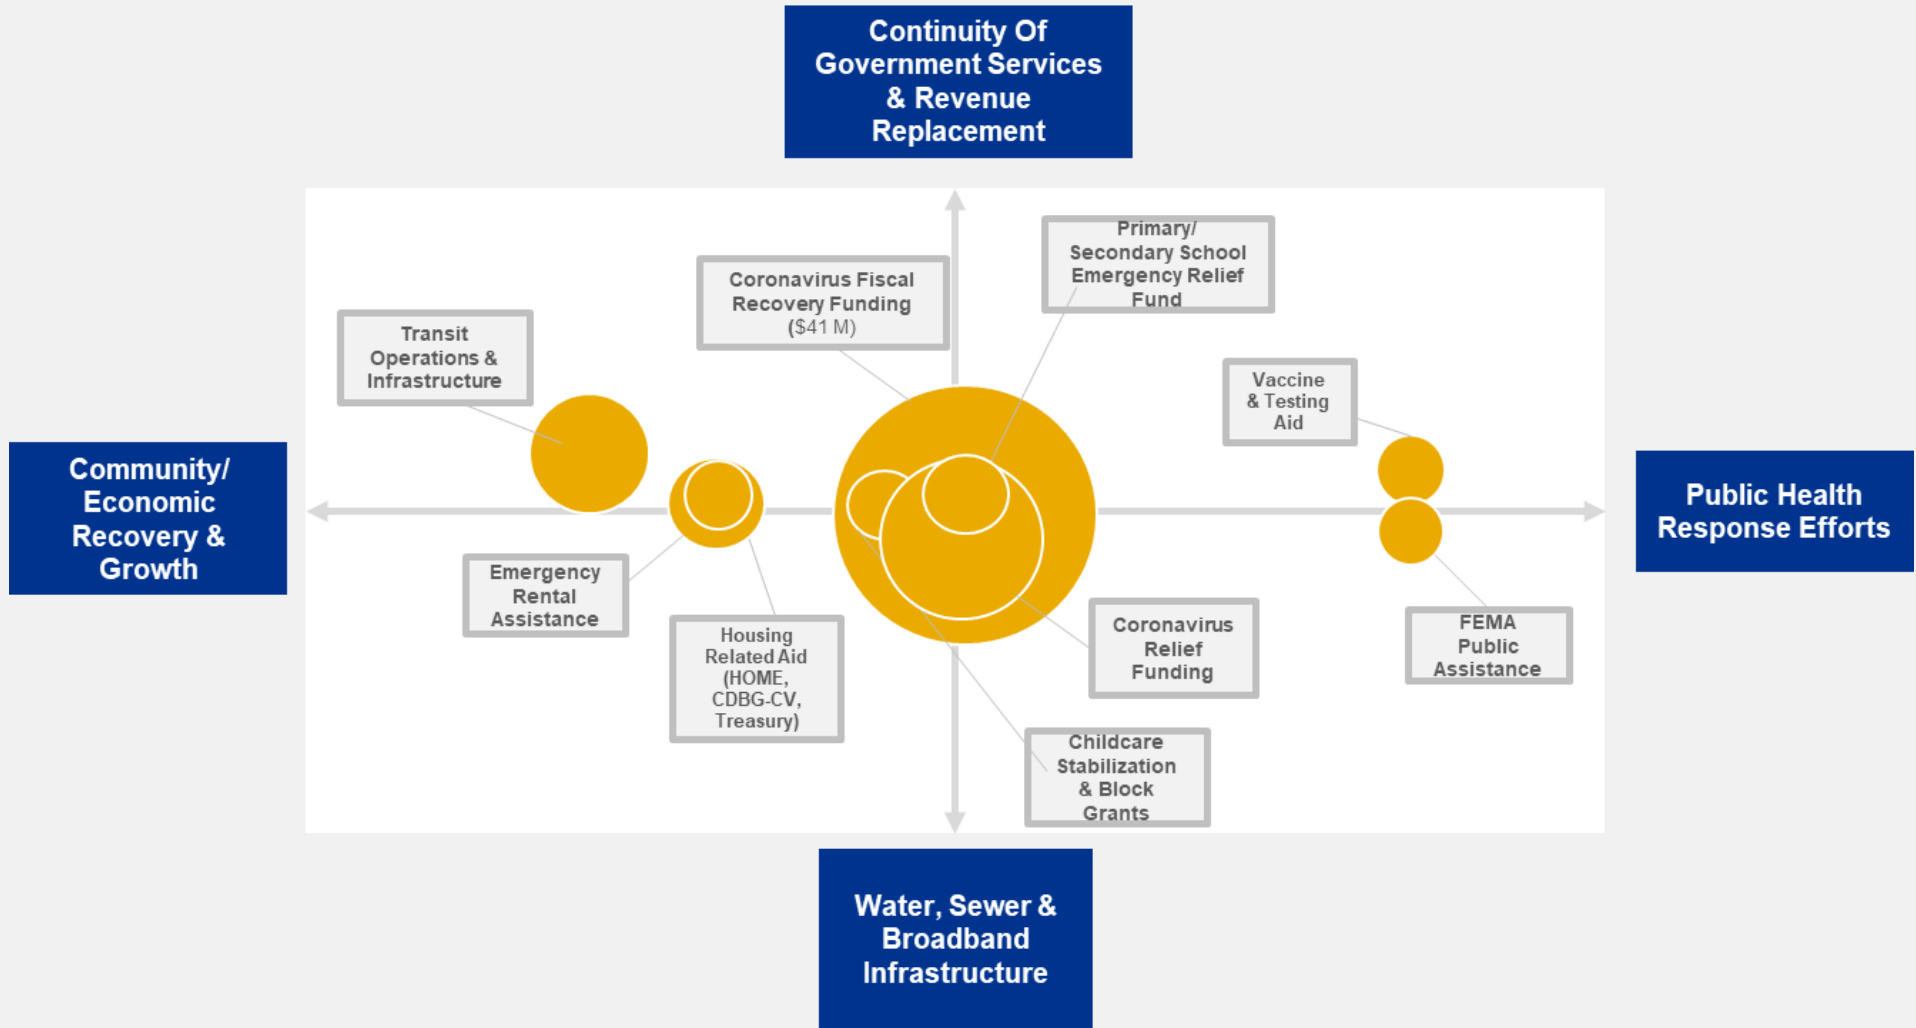 Continuity Of
Government Services
& Revenue
Replacement
Primary/
Secondary School
Emergency Relief
Fund
Coronavirus Fiscal
Recovery Funding
($41 M)
Transit
Operations &
Infrastructure
Vaccine
& Testing
Aid
Community/
Economic
Recovery &
Growth
Public Health
Response Efforts
Emergency
Rental
Assistance
Housing
Related Aid
(HOME,
CDBG-CV,
Treasury)
Coronavirus
Relief
Funding
FEMA
Public
Assistance
Childcare
Stabilization
& Block
Grants
Water, Sewer &
Broadband
Infrastructure